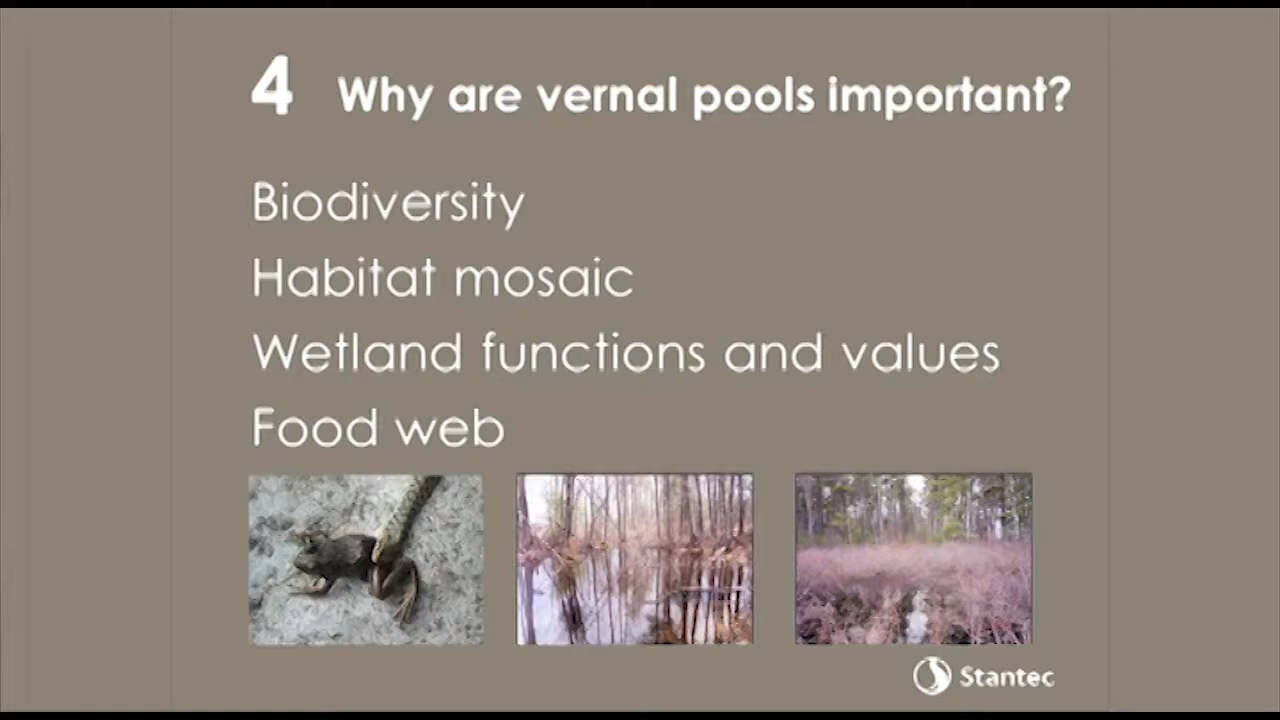 4 Why are vernal pools important?
Biodiversity
Habitat mosaic
Wetland functions and values
Food web
Stantec